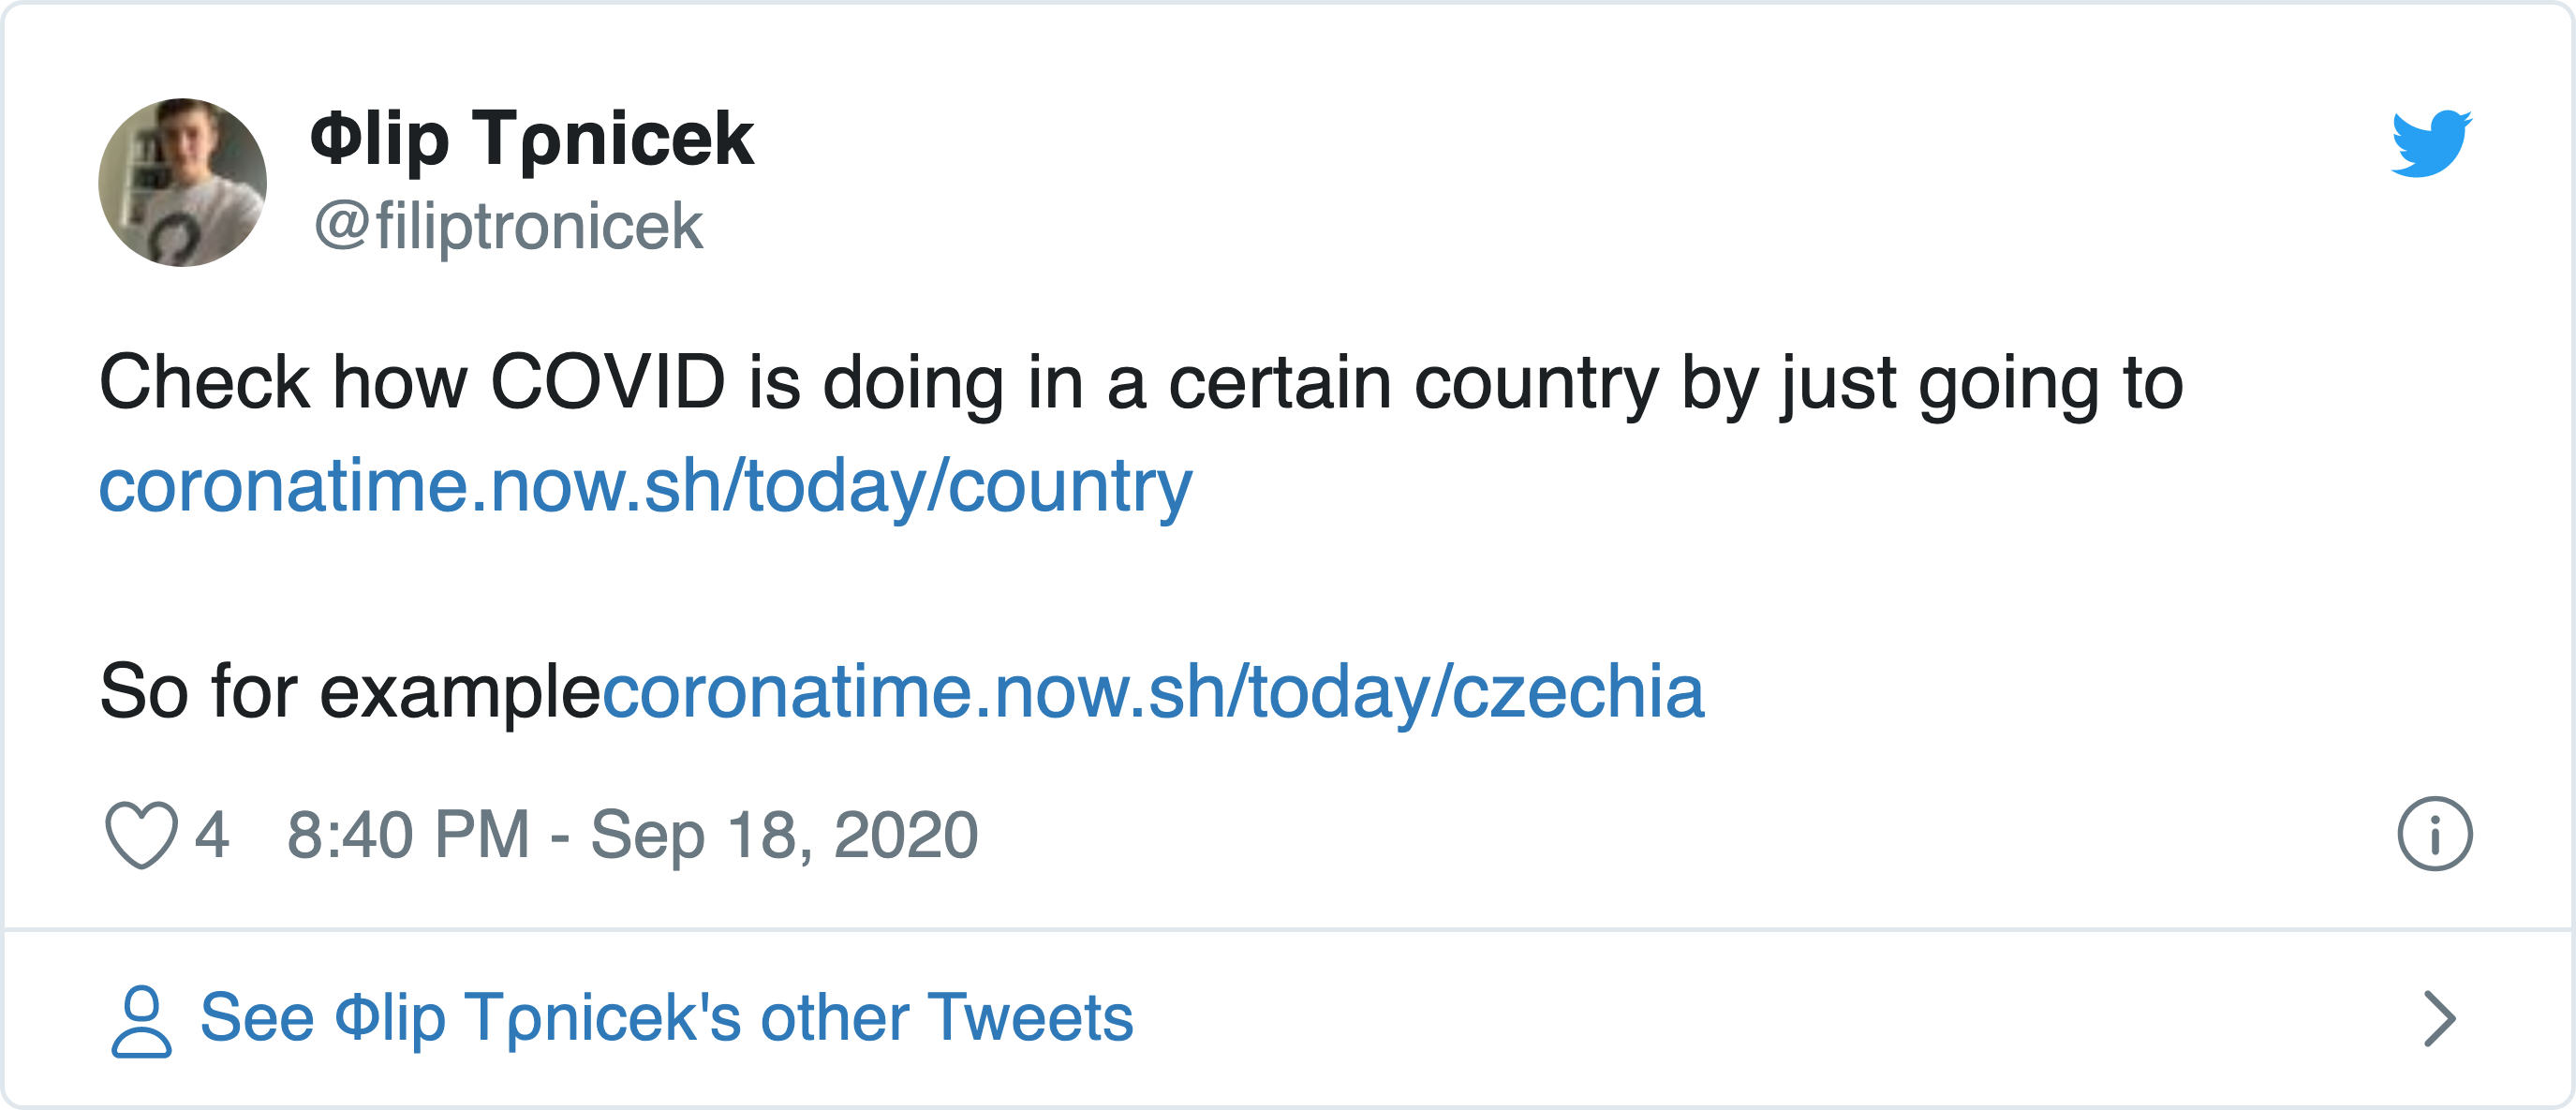 Φlip Tρnicek
@filiptronicek
Check how COVID is doing in a certain country by just going to
coronatime.now.sh/today/country
So for examplecoronatime.now.sh/today/czechia
4 8:40 PM - Sep 18, 2020
See Φlip Tρnicek's other Tweets